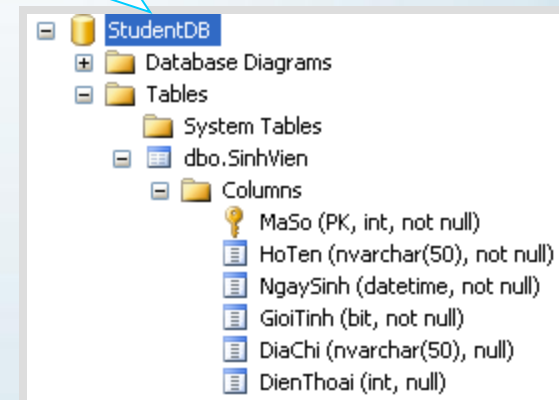 StudentDB
Database Diagrams
Tables
System Tables
dbo.SinhVien
Columns
MaSo (PK, int, not null)
HoTen (nvarchar(50), not null)
NgaySinh (datetime, not null)
GioiTinh (bit, not null)
DiaChi (nvarchar(50), null)
DienThoai (int, null)